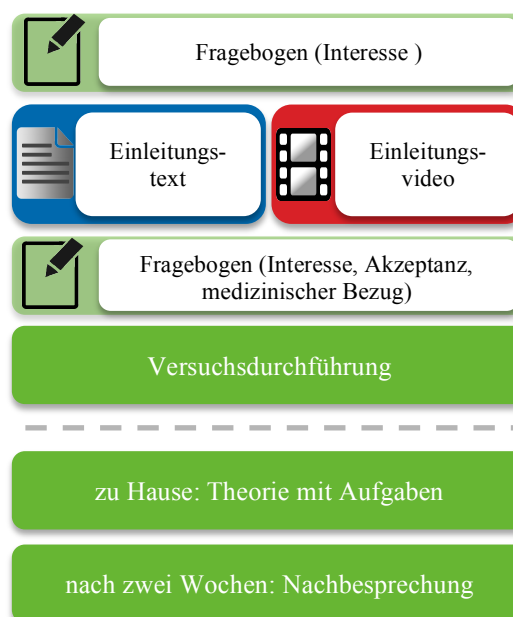 Fragebogen (Interesse )
Einleitungs-
text
Einleitungs-
video
Fragebogen (Interesse, Akzeptanz,
medizinischer Bezug)
Versuchsdurchführung
zu Hause: Theorie mit Aufgaben
nach zwei Wochen: Nachbesprechung